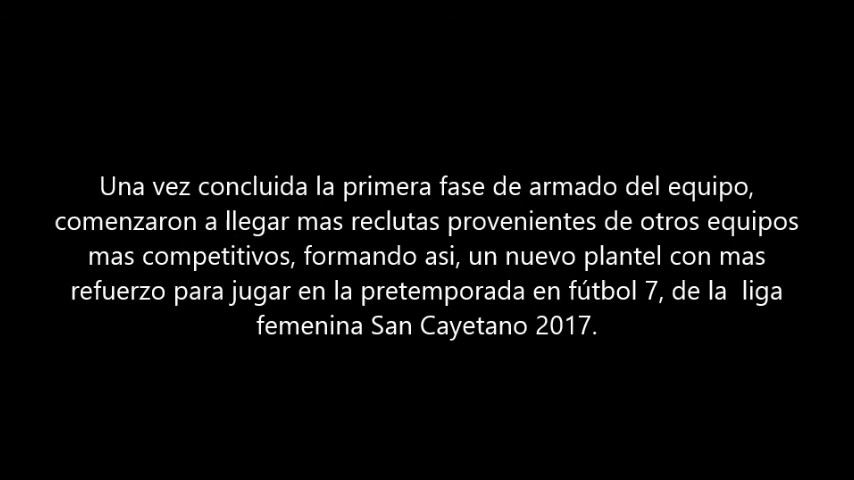 Una vez concluida la primera fase de armado del equipo,
comenzaron a llegar mas reclutas provenientes de otros equipos
mas competitivos, formando asi, un nuevo plantel con mas
refuerzo para jugar en la pretemporada en fútbol 7, de la  liga
femenina San Cayetano 2017.